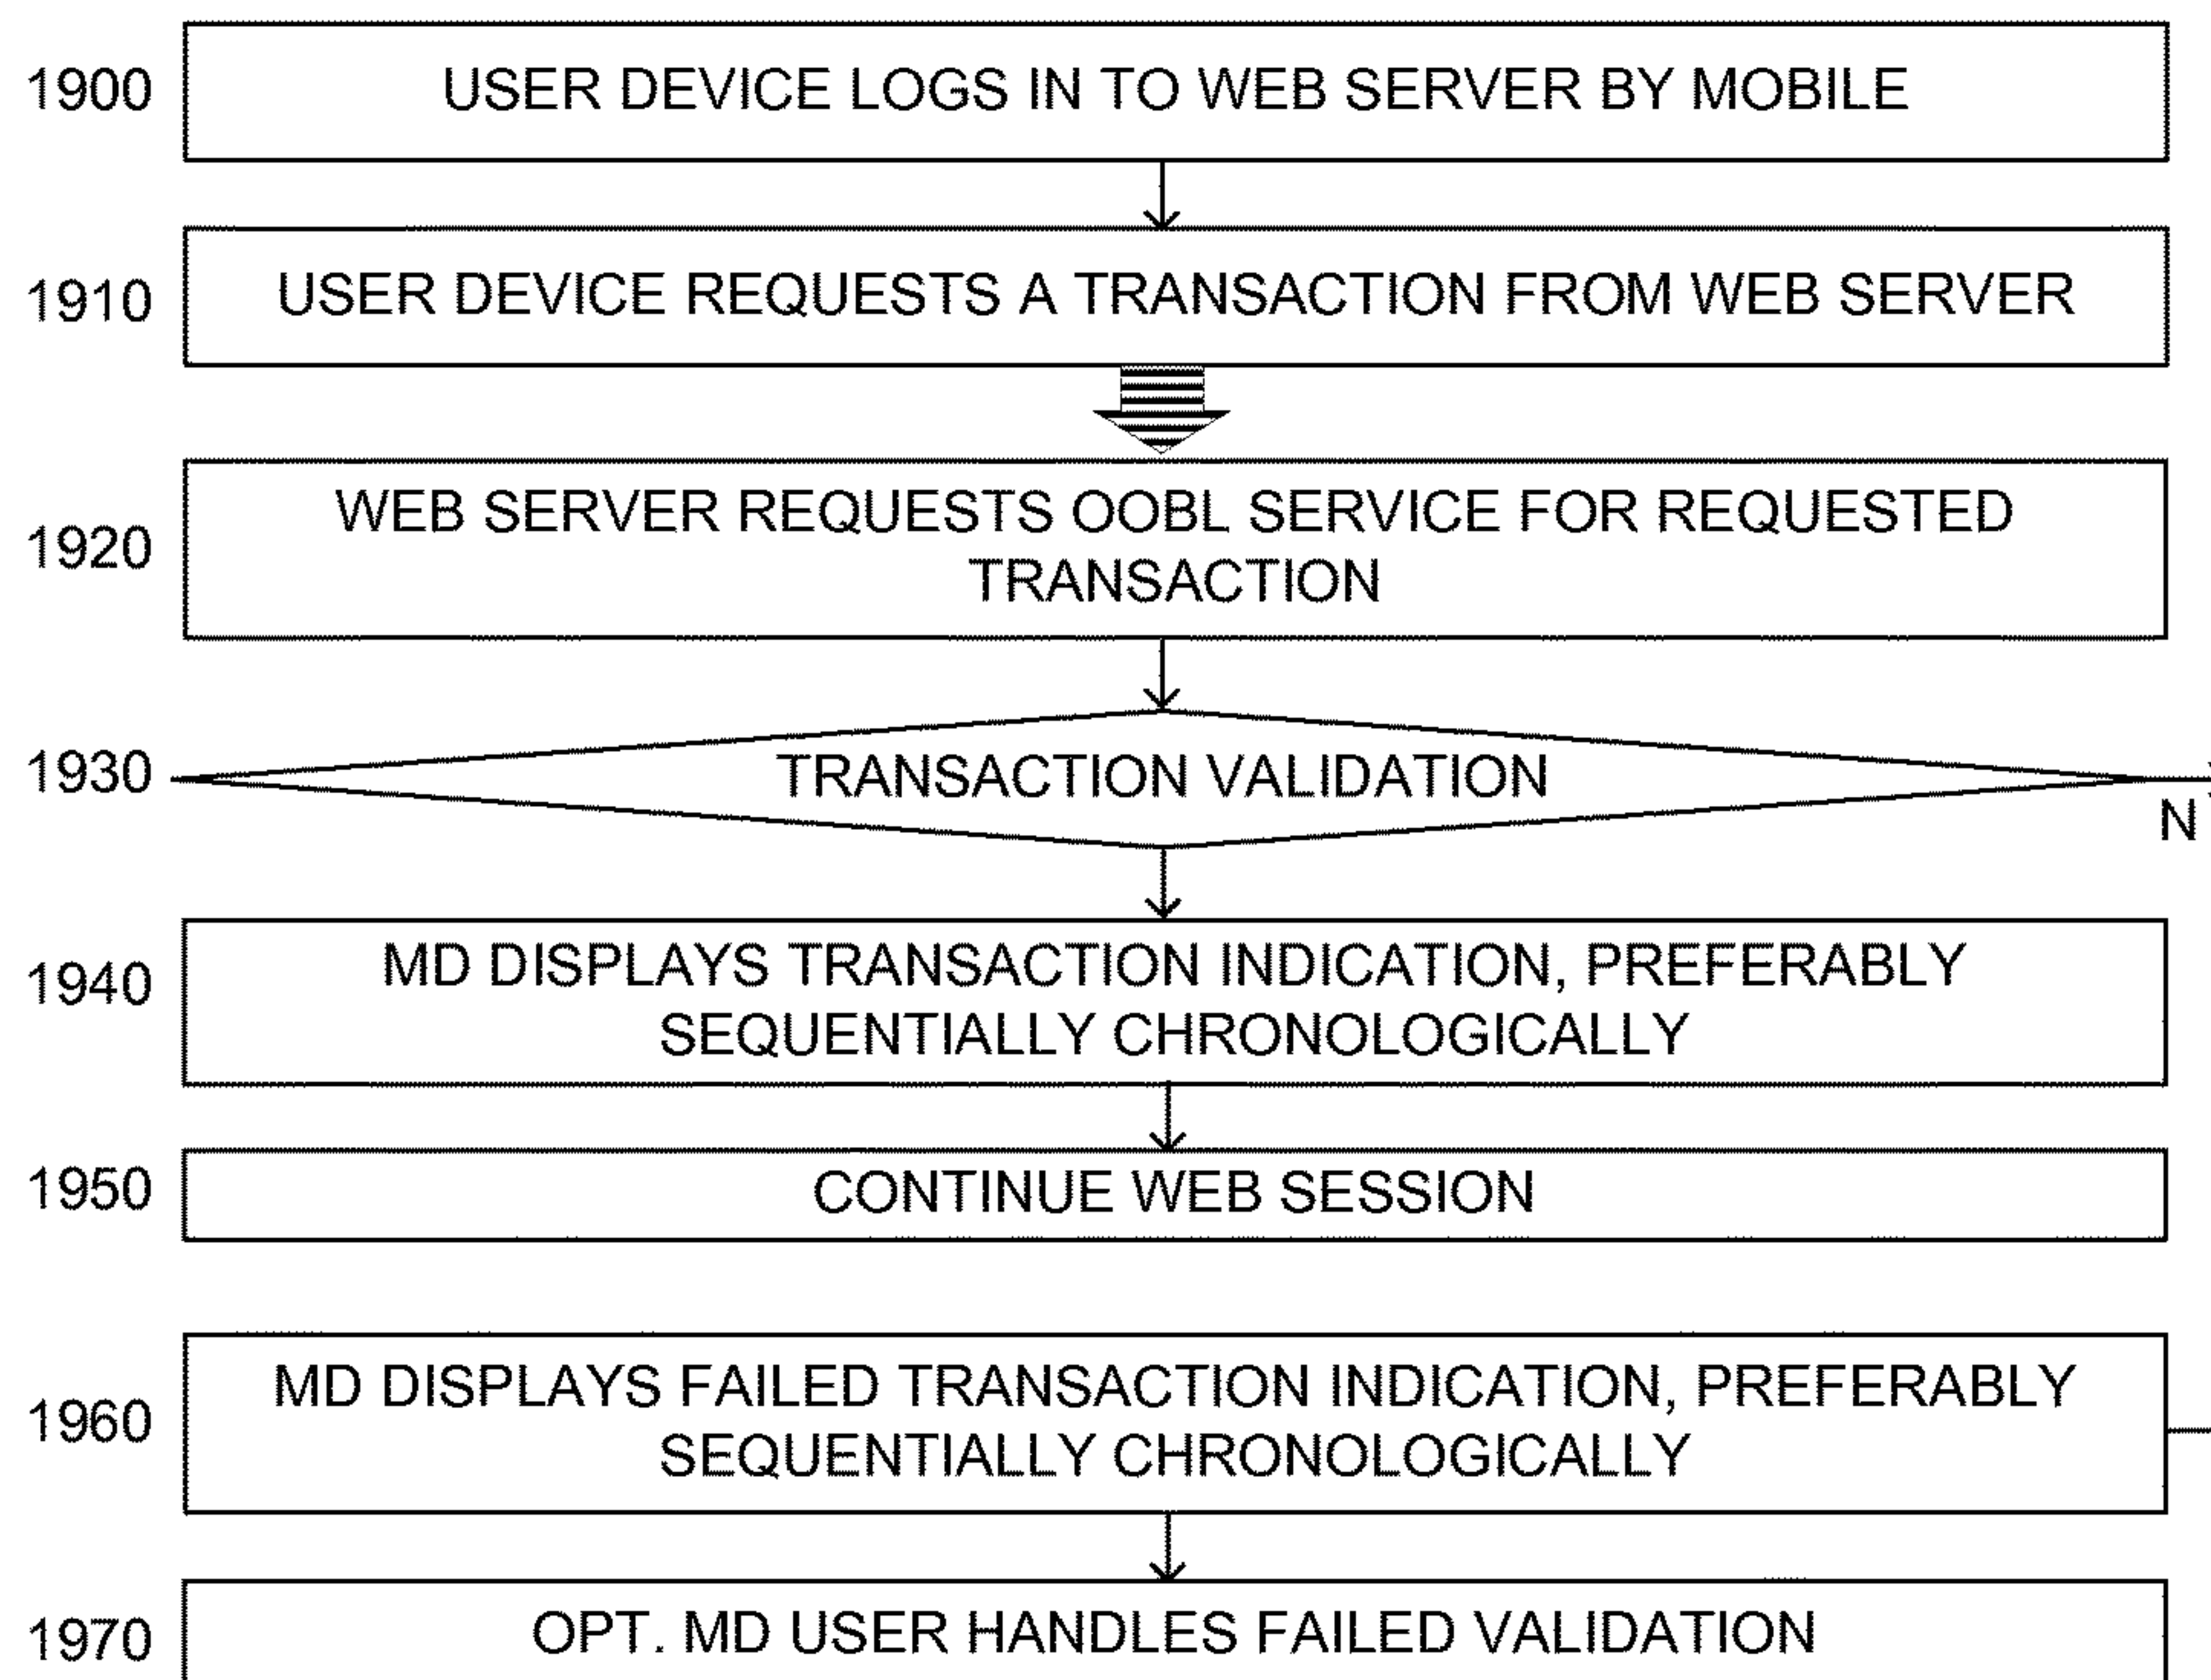 1900 USER DEVICE LOGS IN TO WEB SERVER BY MOBILE
1910 USER DEVICE REQUESTS A TRANSACTION FROM WEB SERVER
1920 WEB SERVER REQUESTS OOBL SERVICE FOR REQUESTED
TRANSACTION
1930 TRANSACTION VALIDATION
N
1940 MD DISPLAYS TRANSACTION INDICATION, PREFERABLY
SEQUENTIALLY CHRONOLOGICALLY
1950 CONTINUE WEB SESSION
1960 MD DISPLAYS FAILED TRANSACTION INDICATION, PREFERABLY
SEQUENTIALLY CHRONOLOGICALLY
1970 OPT. MD USER HANDLES FAILED VALIDATION